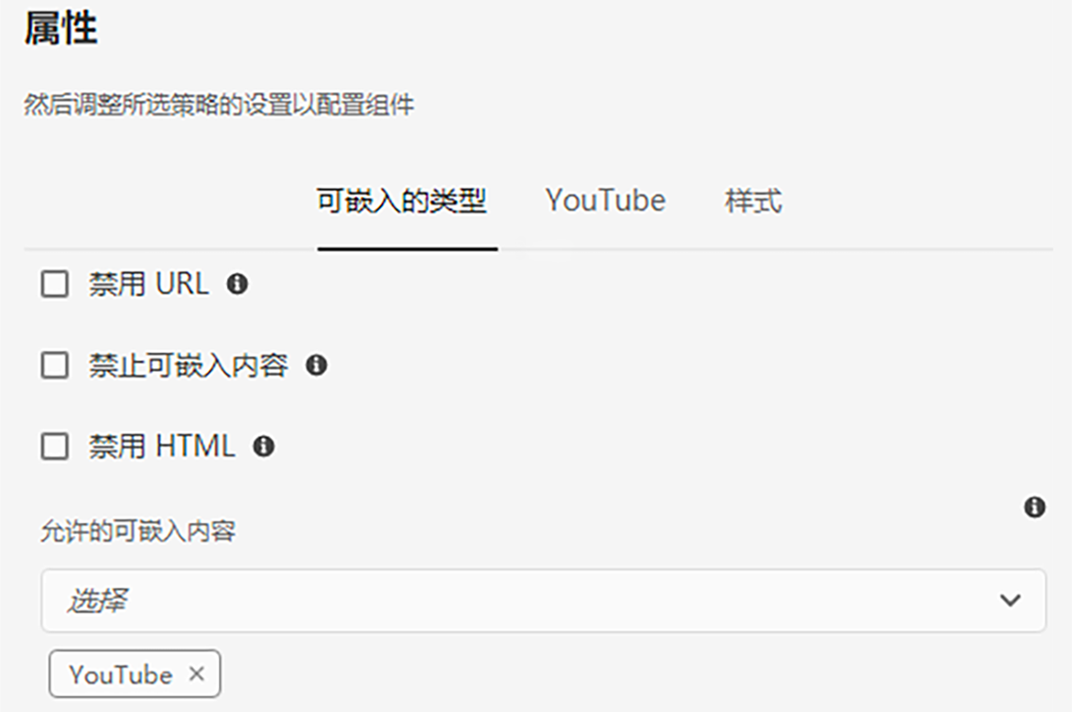 属性
然后调整所选策略的设置以配置组件
可嵌入的类型 YouTube 样式
禁用 URL
禁止可嵌入内容
禁用 HTML
允许的可嵌入内容
选择
YouTube